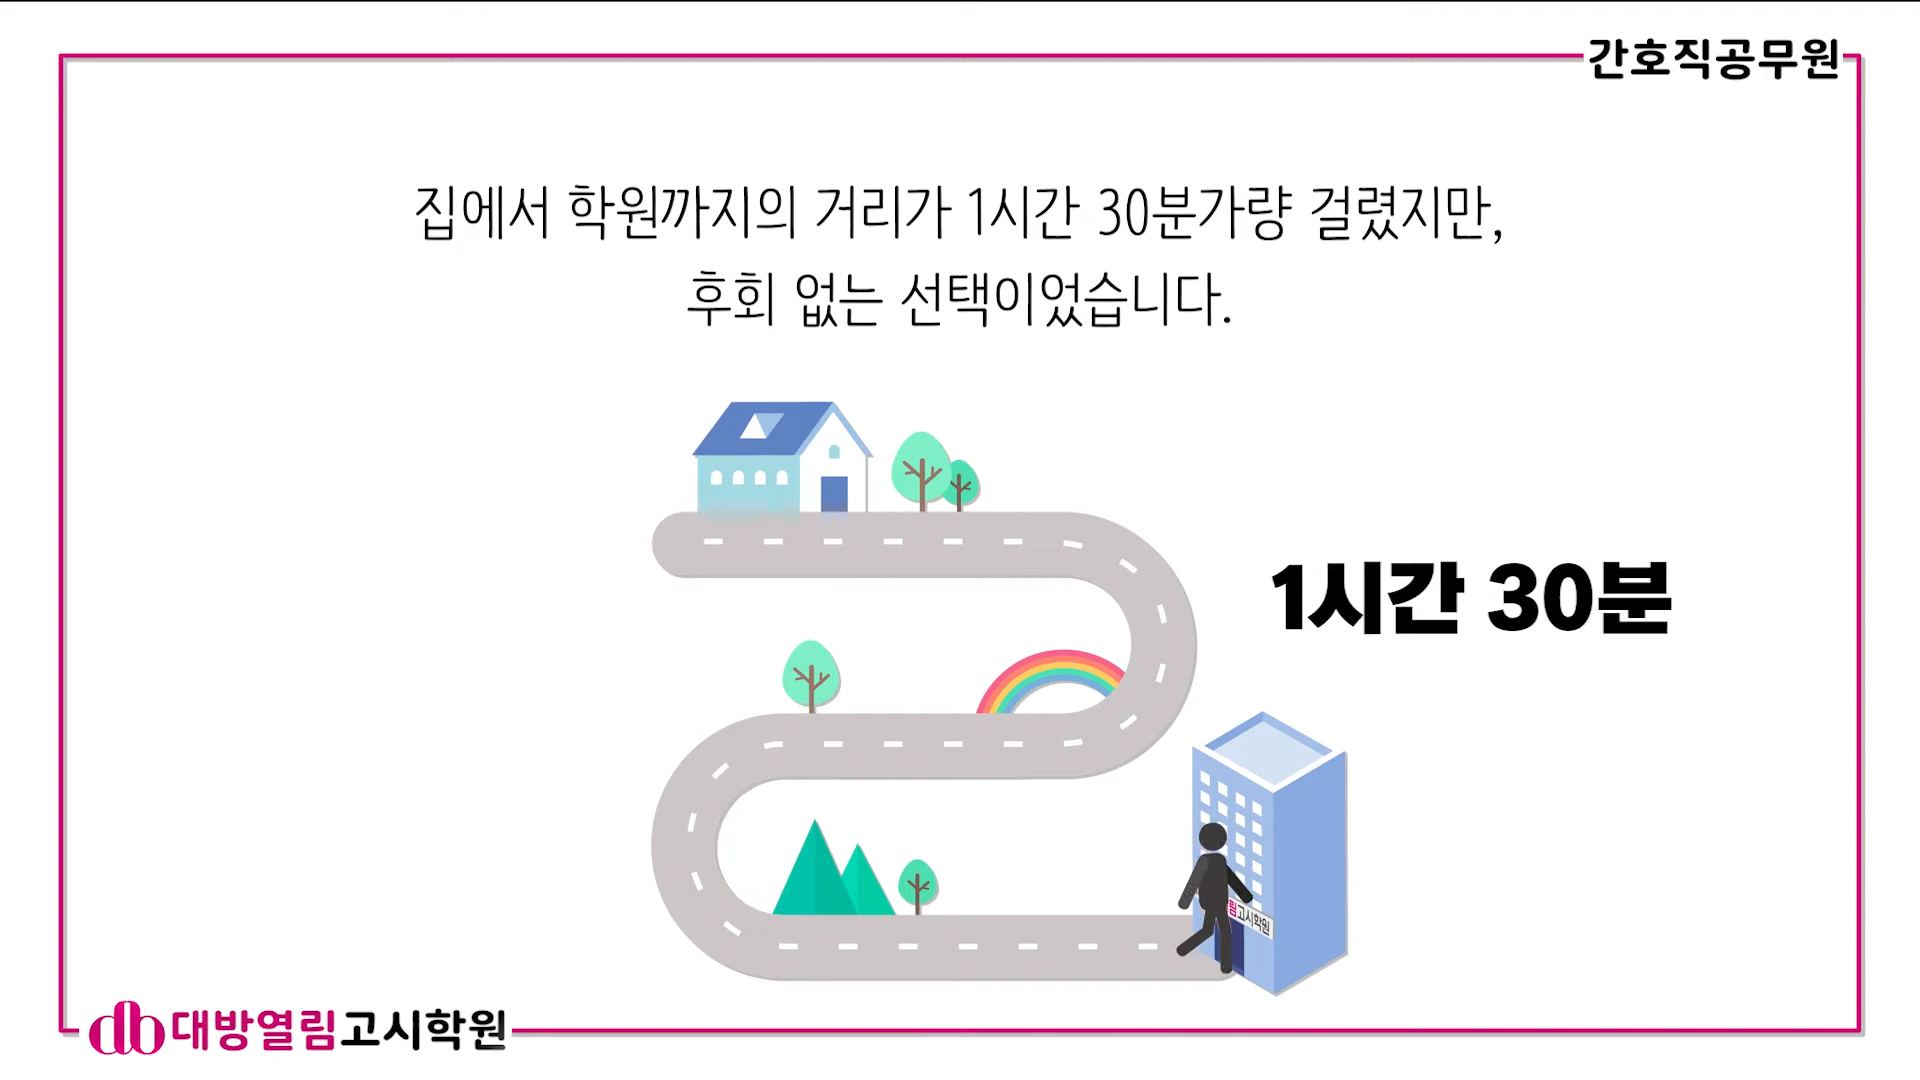 간호직공무원
집에서 학원까지의 거리가 1시간 30분가량 걸렸지만,
후회 없는 선택이었습니다.
1시간 30분
림고시학원
db대방열림고시학원